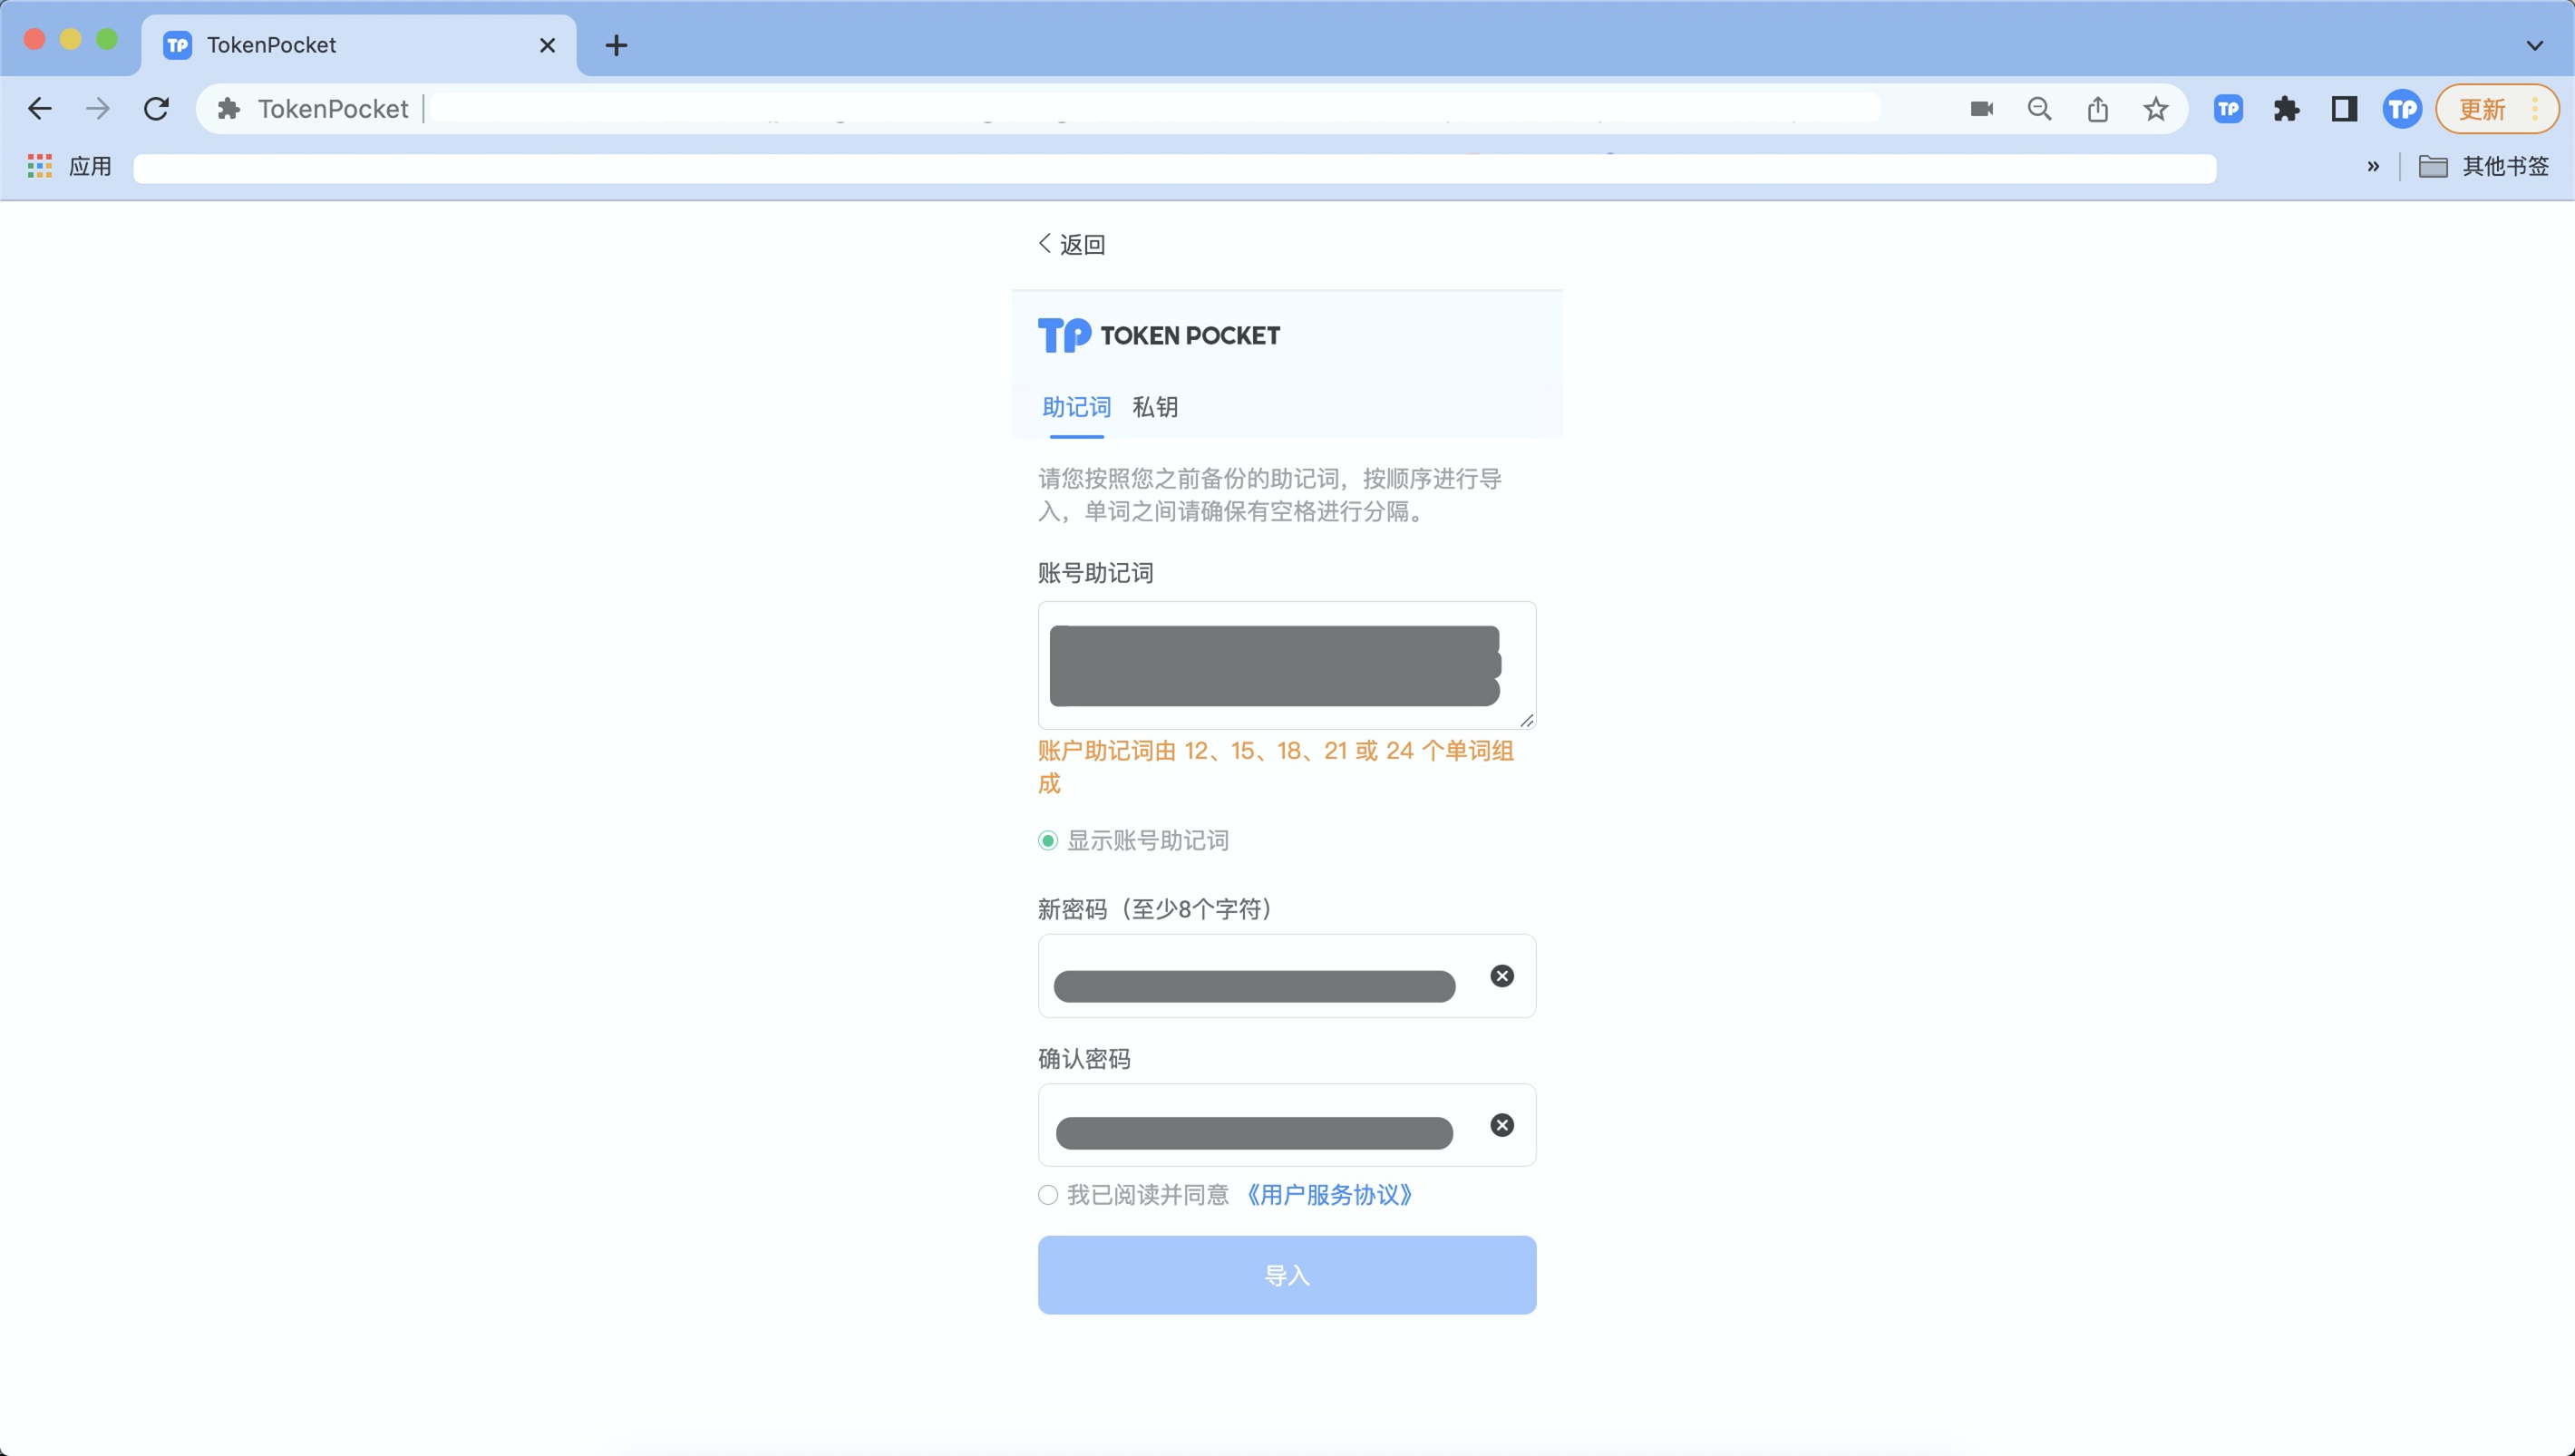 TP TokenPocket
TokenPocket
TP
TP
更新
应用
其他书签
返回
TP TOKEN POCKET
助记词 私钥
请您按照您之前备份的助记词，按顺序进行导
入，单词之间请确保有空格进行分隔。
账号助记词
账户助记词由 12、15、18、21 或 24 个单词组
成
显示账号助记词
新密码（至少8个字符）
确认密码
我已阅读并同意 《用户服务协议》
导入